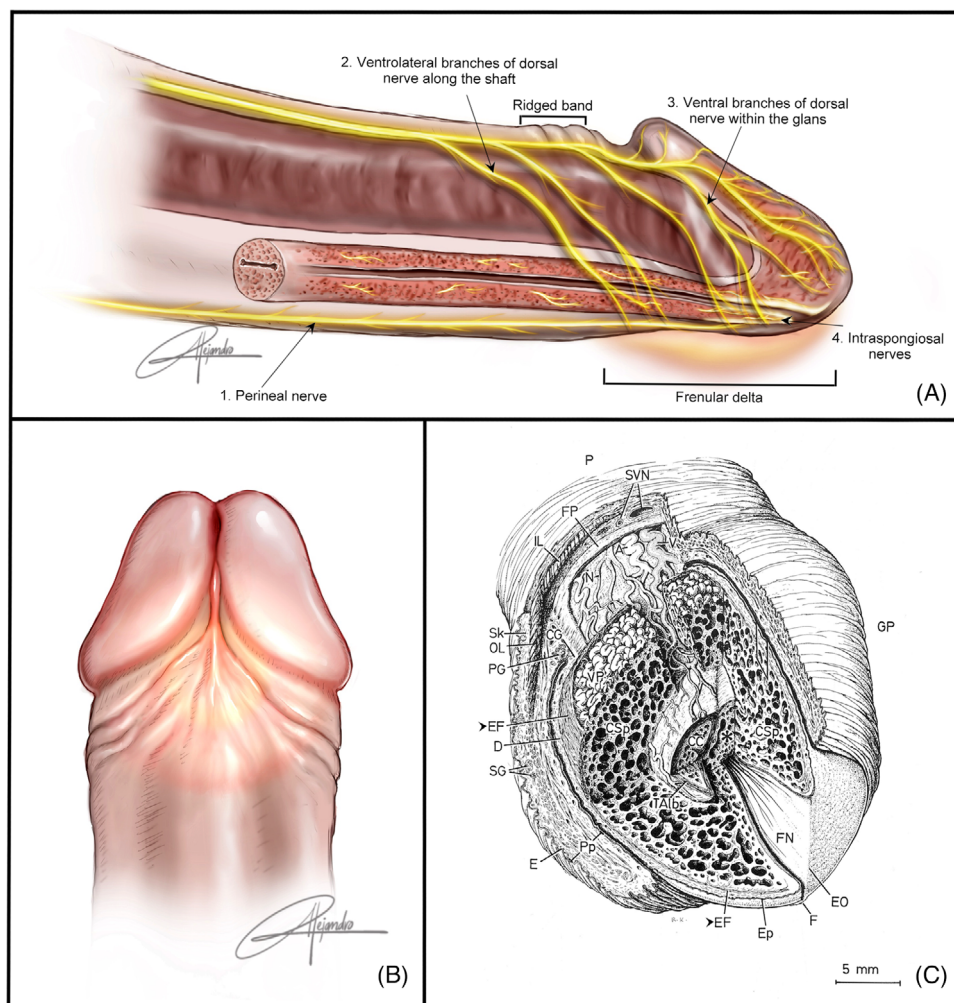 2. Ventrolateral branches of dorsal
nerve along the shaft
Ridged band
3. Ventral branches of dorsal
nerve within the glans
4. Intraspongiosal
nerves
1. Perineal nerve
Frenular delta
Alejandro
(A)
Alejandro
(B)
P
SVN
FP
IL
A
N
GP
Sk
OL
CG
PG
VP
EF
CSp
CSp
D
CC
*
SG
TAlb
FN
Pp
E
EO
EF
Ep
F
5 mm
(C)